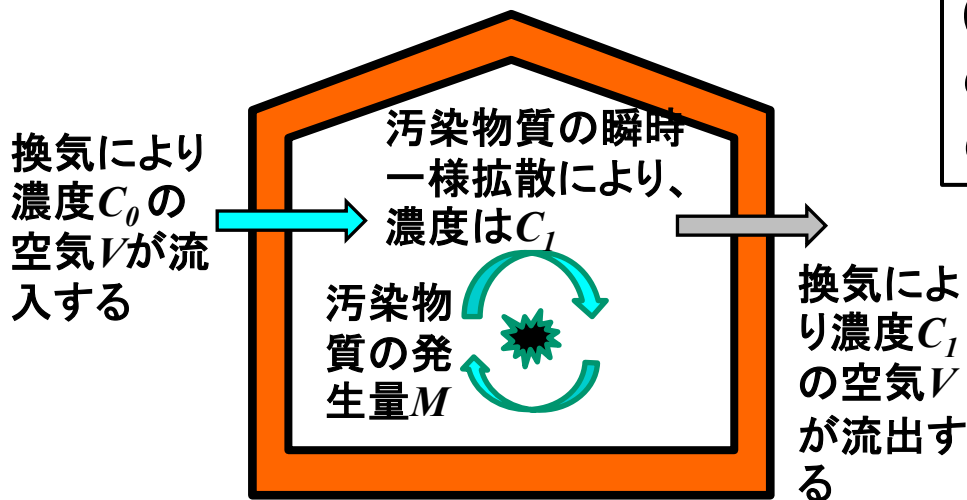 換気により
濃度C0の
空気Vが流
入する
汚染物質の瞬時
一様拡散により、
濃度はC1
汚染物
質の発
生量M
換気によ
り濃度C1
の空気V
が流出す
る